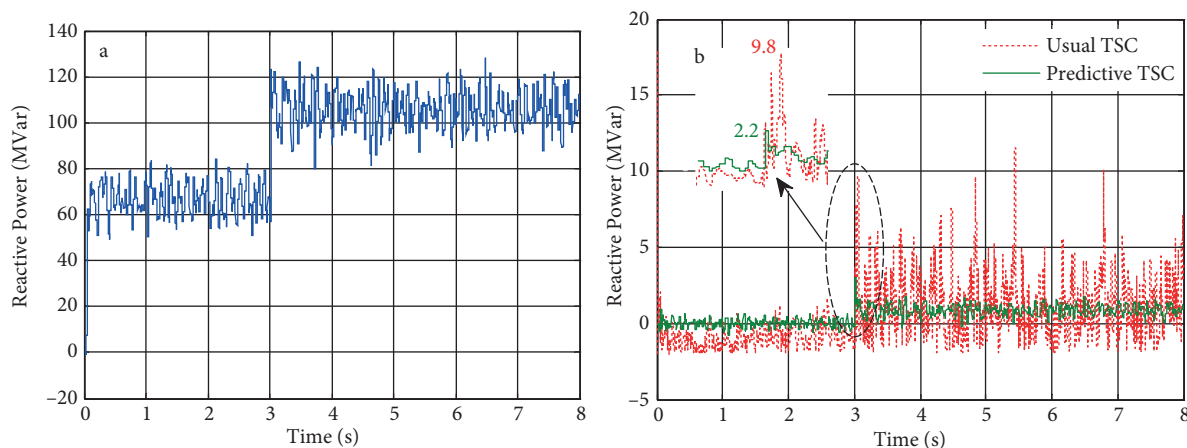 a
Reactive Power (MVar)
140
120
100
80
60
40
20
0
−20
0 1 2 3 4 5 6 7 8
Time (s)
b
Reactive Power (MVar)
20
15
10
5
0
−5
0 1 2 3 4 5 6 7 8
Time (s)
9.8
2.2
Usual TSC
Predictive TSC